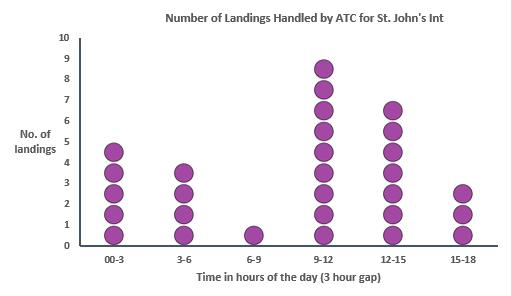 Number of Landings Handled by ATC for St. John's Int
10
9
8
7
6
5
4
3
2
1
0
No. of
landings
00-3 3-6 6-9 9-12 12-15 15-18
Time in hours of the day (3 hour gap)